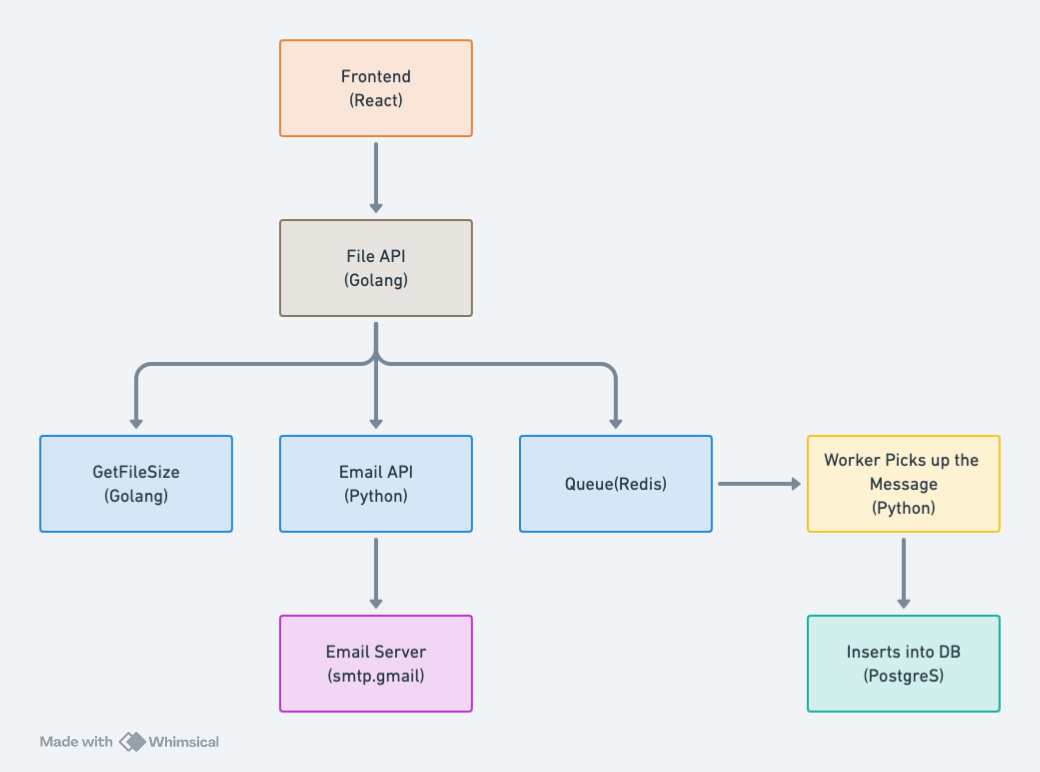 Frontend
(React)
File API
(Golang)
GetFileSize
(Golang)
Email API
(Python)
Queue(Redis)
Worker Picks up the
Message
(Python)
Email Server
(smtp.gmail)
Inserts into DB
(PostgreS)
Made with Whimsical